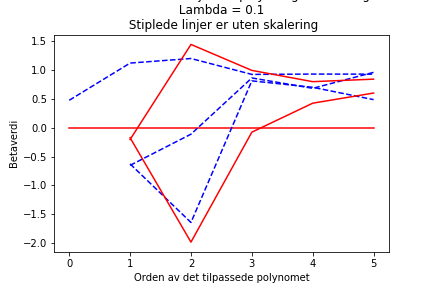 Lambda = 0.1
Stiplede linjer er uten skalering
1.5
1.0
0.5
0.0
−0.5
−1.0
−1.5
−2.0
Betaverdi
0 1 2 3 4 5
Orden av det tilpassede polynomet